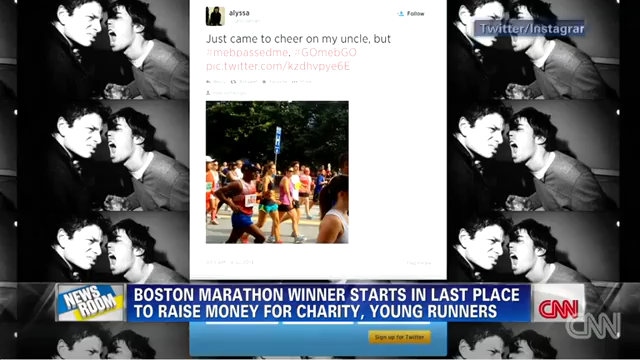 alyssa
Follow
Twitter/Instagram
Just came to cheer on my uncle, but
#mebpassedme. #GOmebGO
pic.twitter.com/kzdhvpye6E
NEWS
ROOM
BOSTON MARATHON WINNER STARTS IN LAST PLACE
TO RAISE MONEY FOR CHARITY, YOUNG RUNNERS
CNN
CNN
Sign up for Twitter